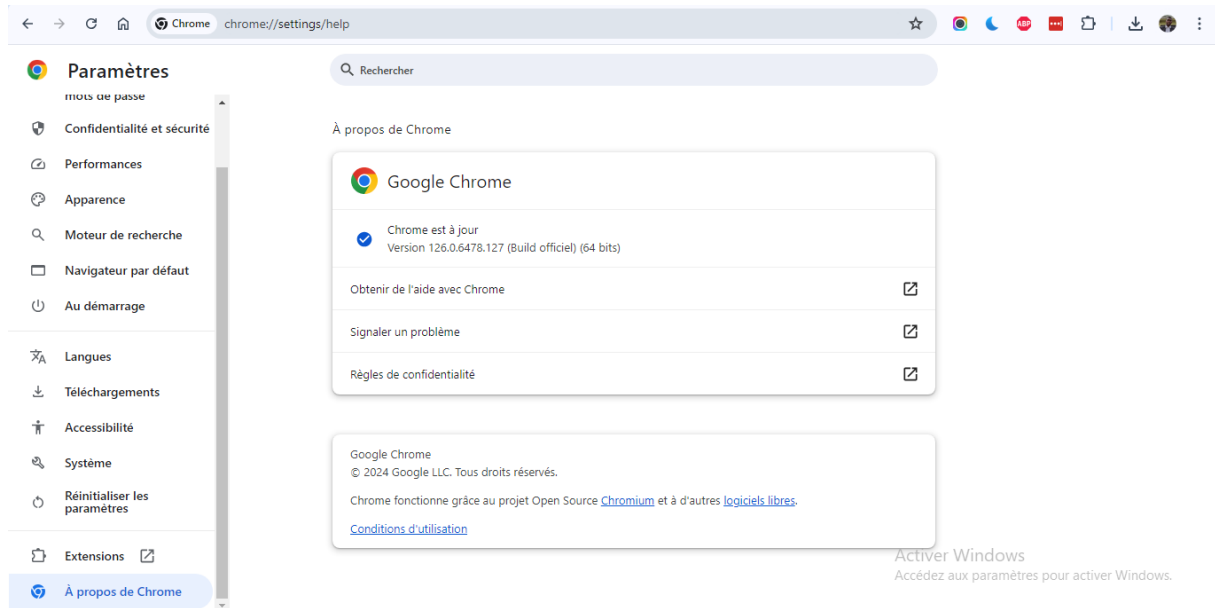 Chrome
chrome://settings/help
ABP
Paramètres
Rechercher
mots de passe
Confidentialité et sécurité
Performances
Apparence
Moteur de recherche
Navigateur par défaut
Au démarrage
Langues
Téléchargements
Accessibilité
Système
Réinitialiser les
paramètres
Extensions
À propos de Chrome
À propos de Chrome
Google Chrome
Chrome est à jour
Version 126.0.6478.127 (Build officiel) (64 bits)
Obtenir de l'aide avec Chrome
Signaler un problème
Règles de confidentialité
Google Chrome
© 2024 Google LLC. Tous droits réservés.
Chrome fonctionne grâce au projet Open Source Chromium et à d'autres logiciels libres.
Conditions d'utilisation
Activer Windows
Accédez aux paramètres pour activer Windows.